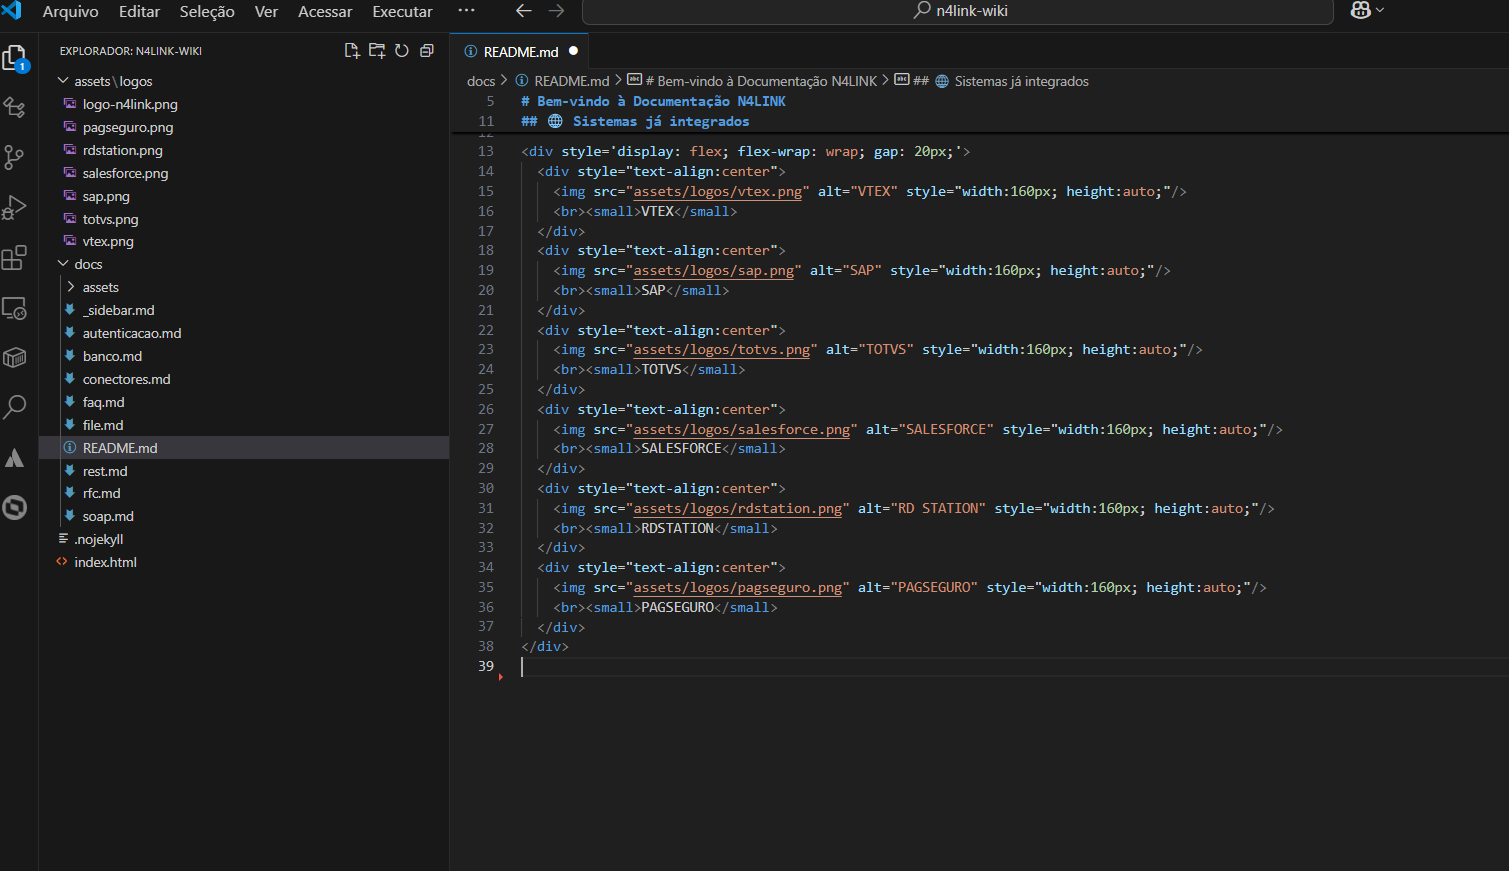 Arquivo Editar Seleção Ver Acessar Executar ··· n4link-wiki
EXPLORADOR: N4LINK-WIKI
assets\logos
logo-n4link.png
pagseguro.png
rdstation.png
salesforce.png
sap.png
totvs.png
vtex.png
docs
assets
_sidebar.md
autenticacao.md
banco.md
conectores.md
faq.md
file.md
README.md
rest.md
rfc.md
soap.md
.nojekyll
index.html
1
README.md
docs > README.md > # Bem-vindo à Documentação N4LINK > ## 🌐 Sistemas já integrados
5 # Bem-vindo à Documentação N4LINK
11 ## 🌐 Sistemas já integrados
12
13 <div style='display: flex; flex-wrap: wrap; gap: 20px;'>
14 <div style="text-align:center">
15 <img src="assets/logos/vtex.png" alt="VTEX" style="width:160px; height:auto;"/>
16 <br><small>VTEX</small>
17 </div>
18 <div style="text-align:center">
19 <img src="assets/logos/sap.png" alt="SAP" style="width:160px; height:auto;"/>
20 <br><small>SAP</small>
21 </div>
22 <div style="text-align:center">
23 <img src="assets/logos/totvs.png" alt="TOTVS" style="width:160px; height:auto;"/>
24 <br><small>TOTVS</small>
25 </div>
26 <div style="text-align:center">
27 <img src="assets/logos/salesforce.png" alt="SALESFORCE" style="width:160px; height:auto;"/>
28 <br><small>SALESFORCE</small>
29 </div>
30 <div style="text-align:center">
31 <img src="assets/logos/rdstation.png" alt="RD STATION" style="width:160px; height:auto;"/>
32 <br><small>RDSTATION</small>
33 </div>
34 <div style="text-align:center">
35 <img src="assets/logos/pagseguro.png" alt="PAGSEGURO" style="width:160px; height:auto;"/>
36 <br><small>PAGSEGURO</small>
37 </div>
38 </div>
39